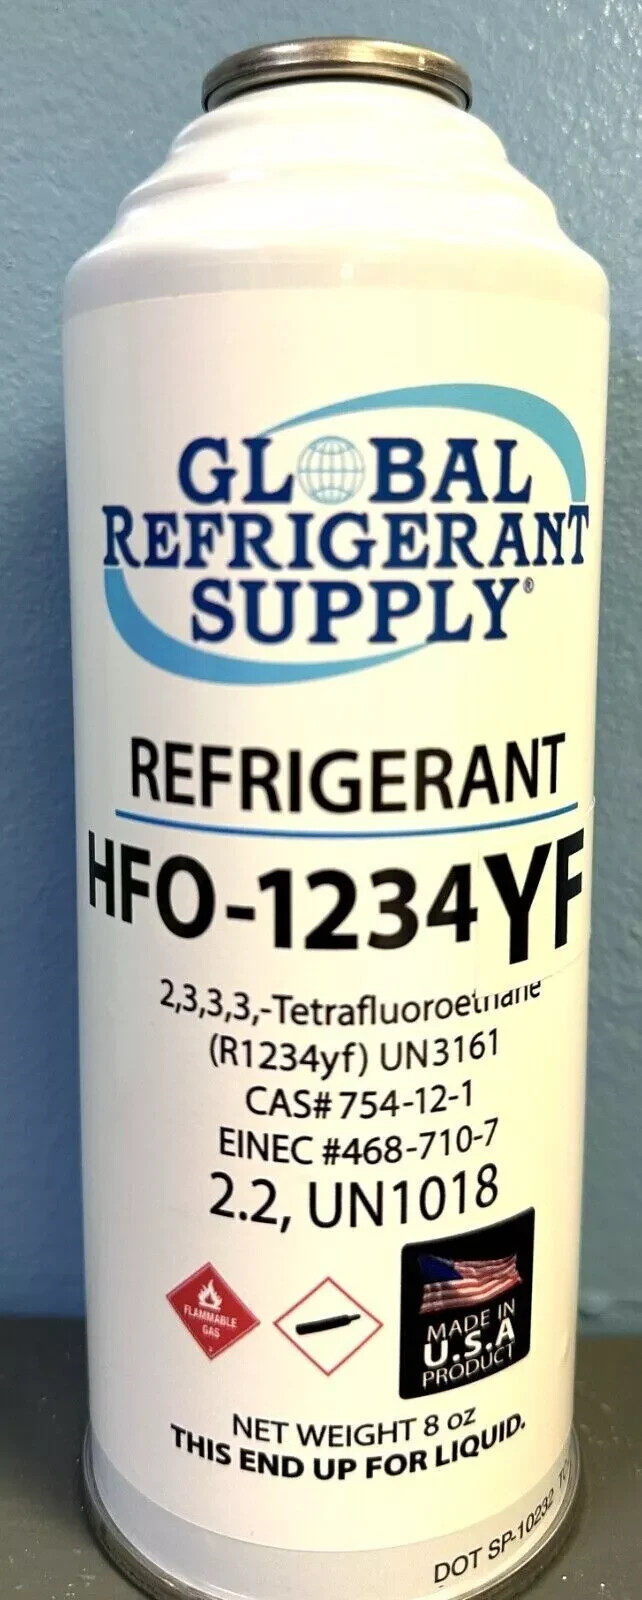 GLOBAL
REFRIGERANT
SUPPLY®
REFRIGERANT
HFO-1234YF
2,3,3,3,-Tetrafluoroethane
(R1234yf) UN3161
CAS# 754-12-1
EINEC #468-710-7
2.2, UN1018
FLAMMABLE
GAS
2
MADE IN
U.S.A
PRODUCT
NET WEIGHT 8 oz
THIS END UP FOR LIQUID.
DOT SP-10232